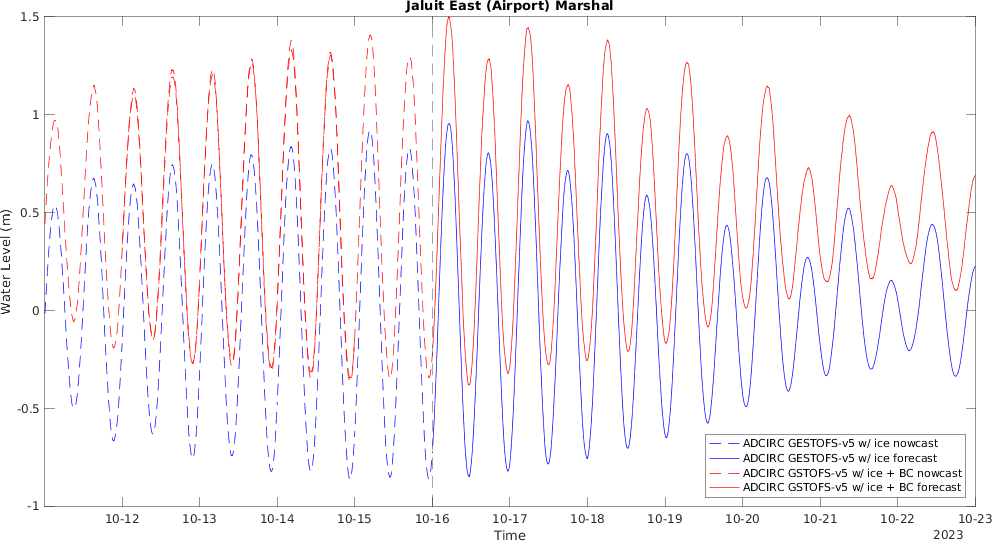 Jaluit East (Airport) Marshal
Water Level (m)
1.5
1
0.5
0
-0.5
-1
10-12 10-13 10-14 10-15 10-16 10-17 10-18 10-19 10-20 10-21 10-22 10-23
Time
2023
ADCIRC GESTOFS-v5 w/ ice nowcast
ADCIRC GESTOFS-v5 w/ ice forecast
ADCIRC GSTOFS-v5 w/ ice + BC nowcast
ADCIRC GSTOFS-v5 w/ ice + BC forecast